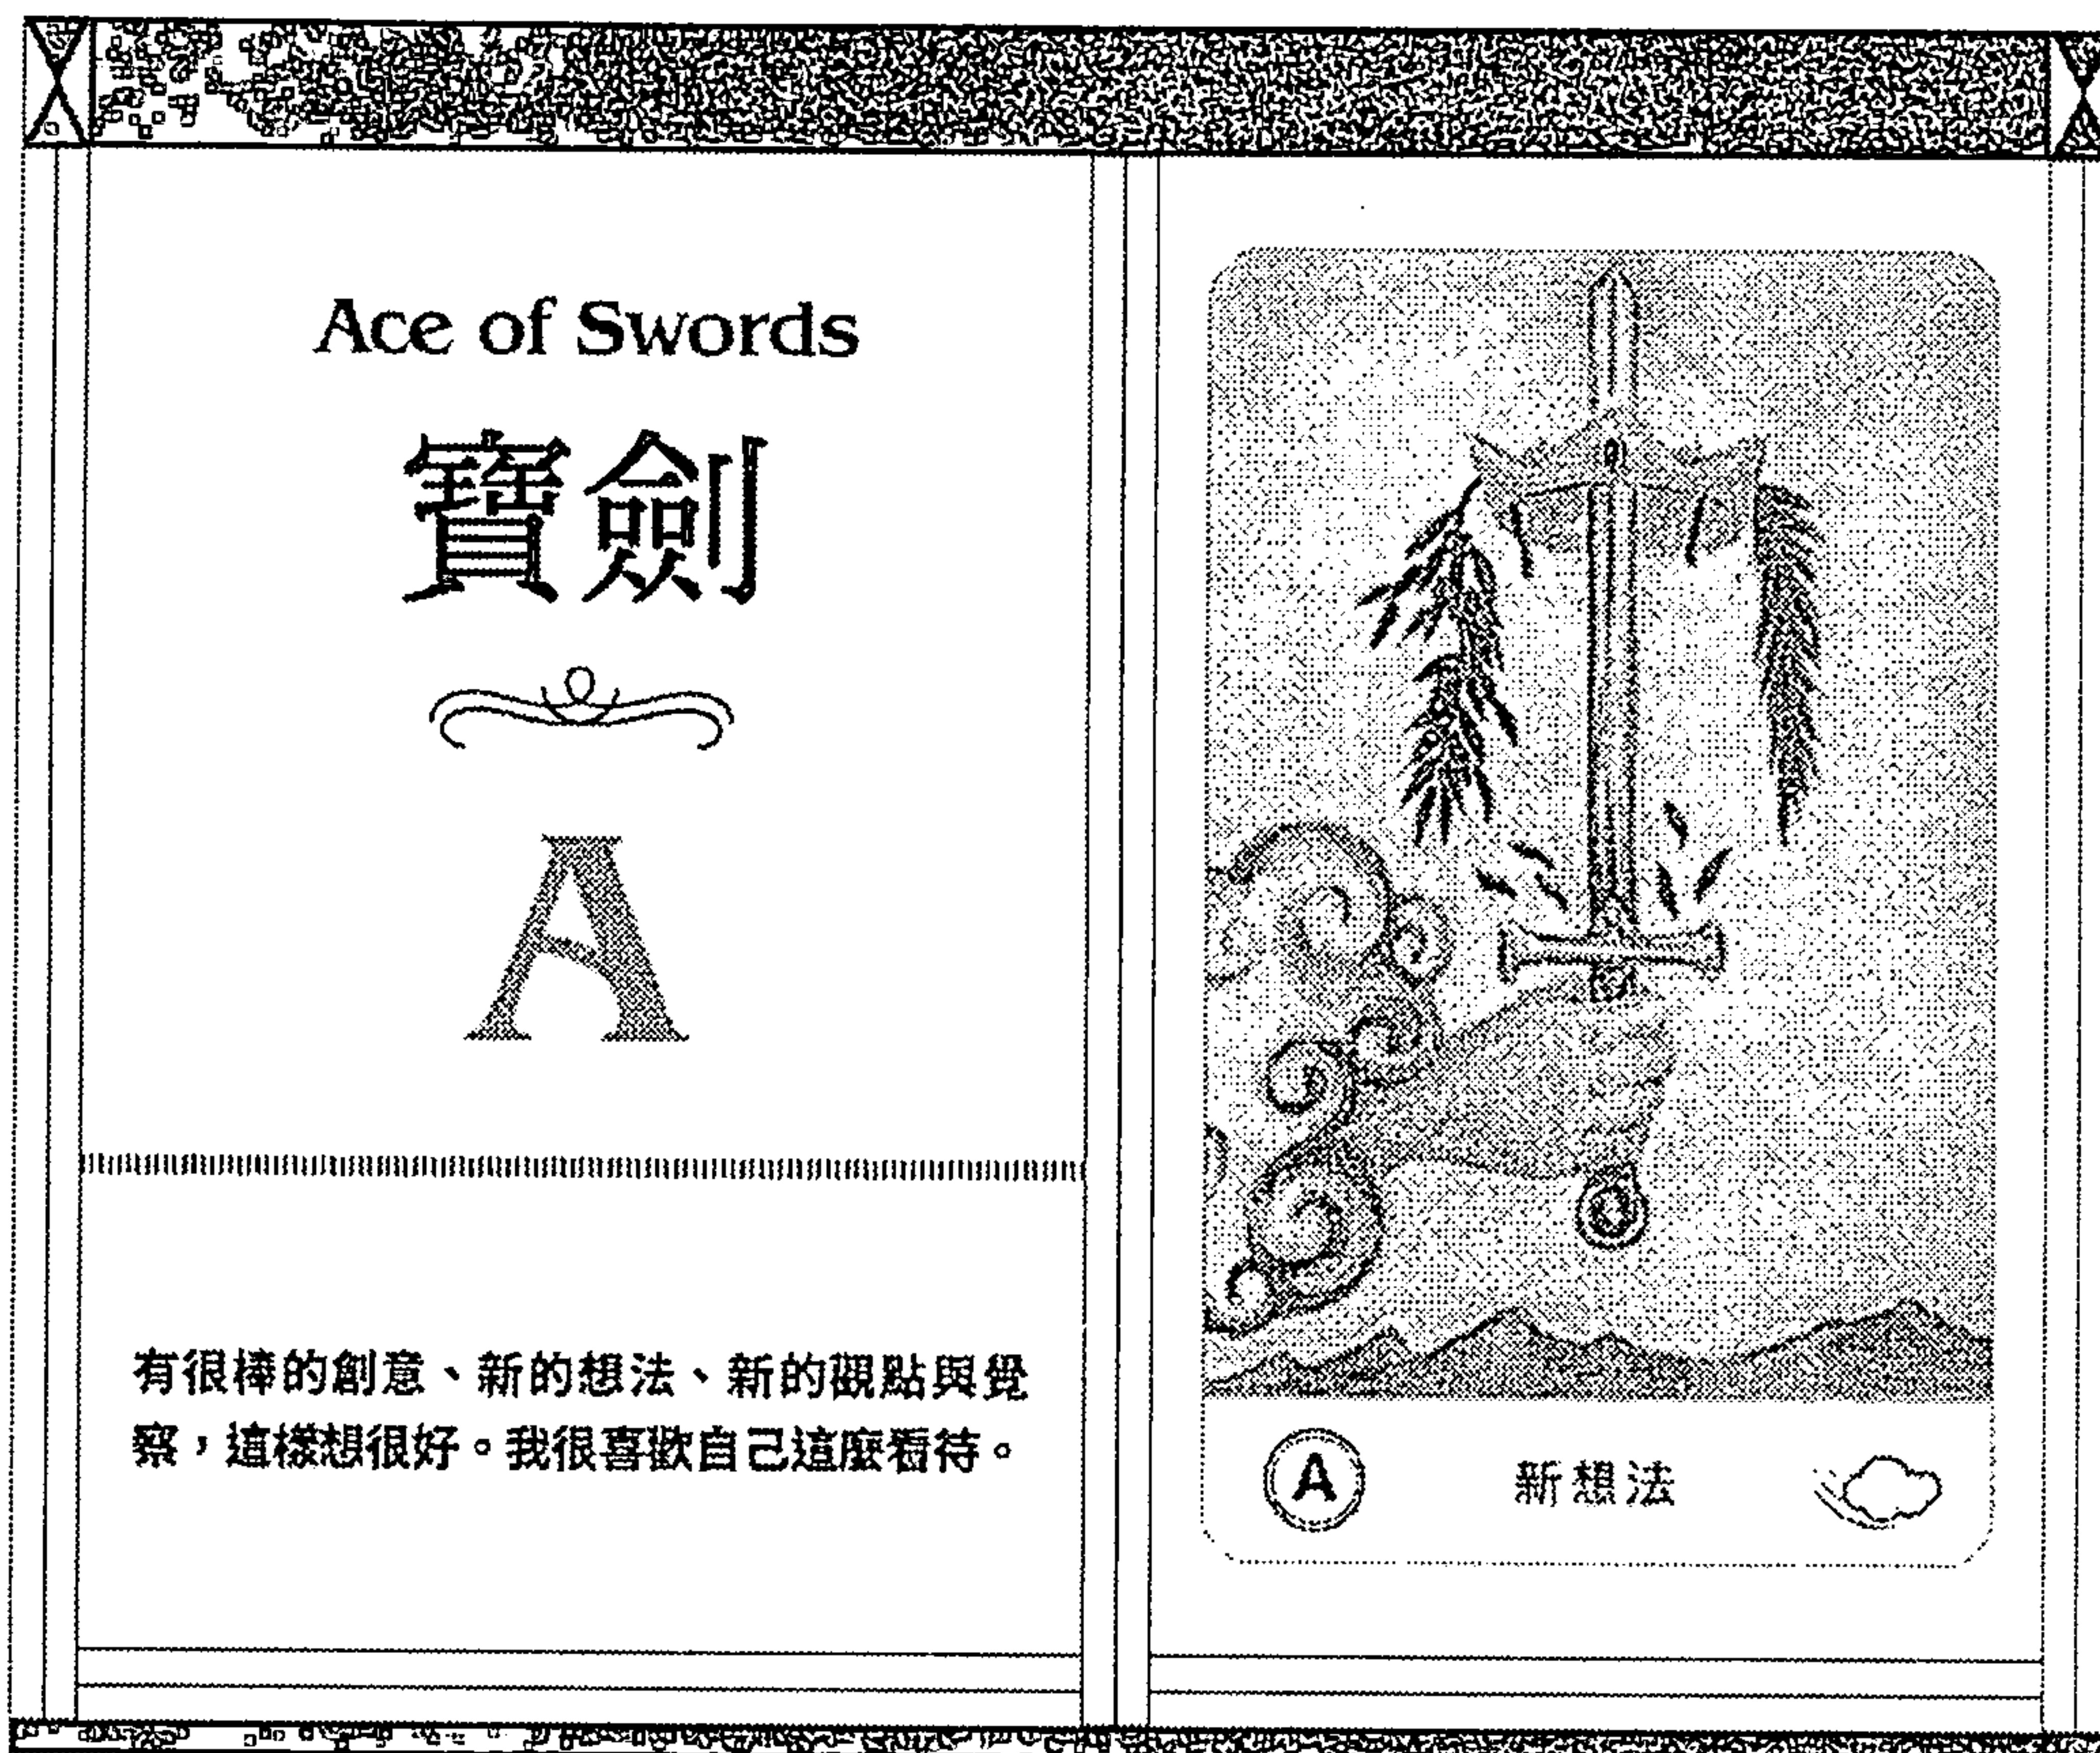 Ace of Swords
寶劍
A
有很棒的創意、新的想法、新的觀點與覺
察，這樣想很好。我很喜歡自己這麼看待。
A 新想法